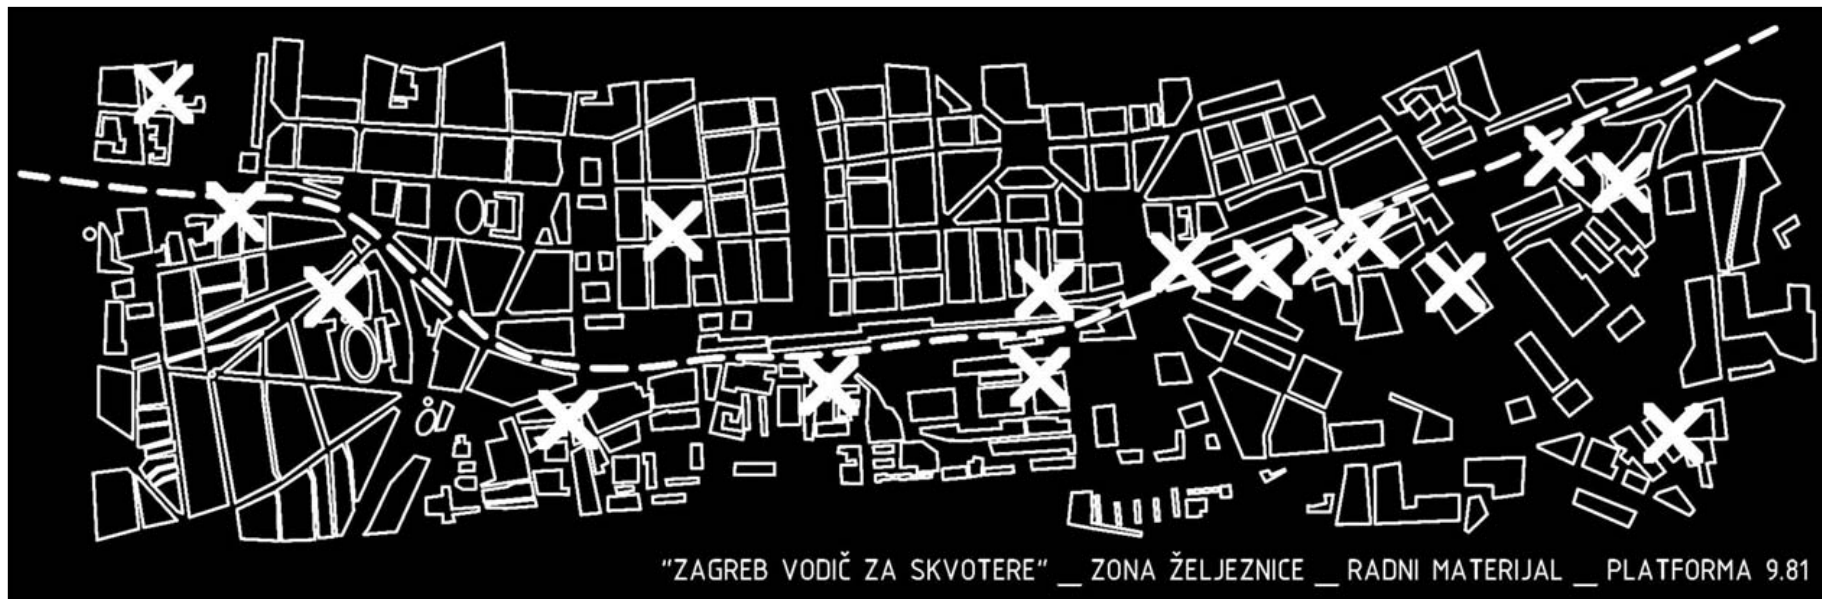 "ZAGREB VODIČ ZA SKVOTERE" _ ZONA ŽELJEZNICE _ RADNI MATERIJAL _ PLATFORMA 9.81